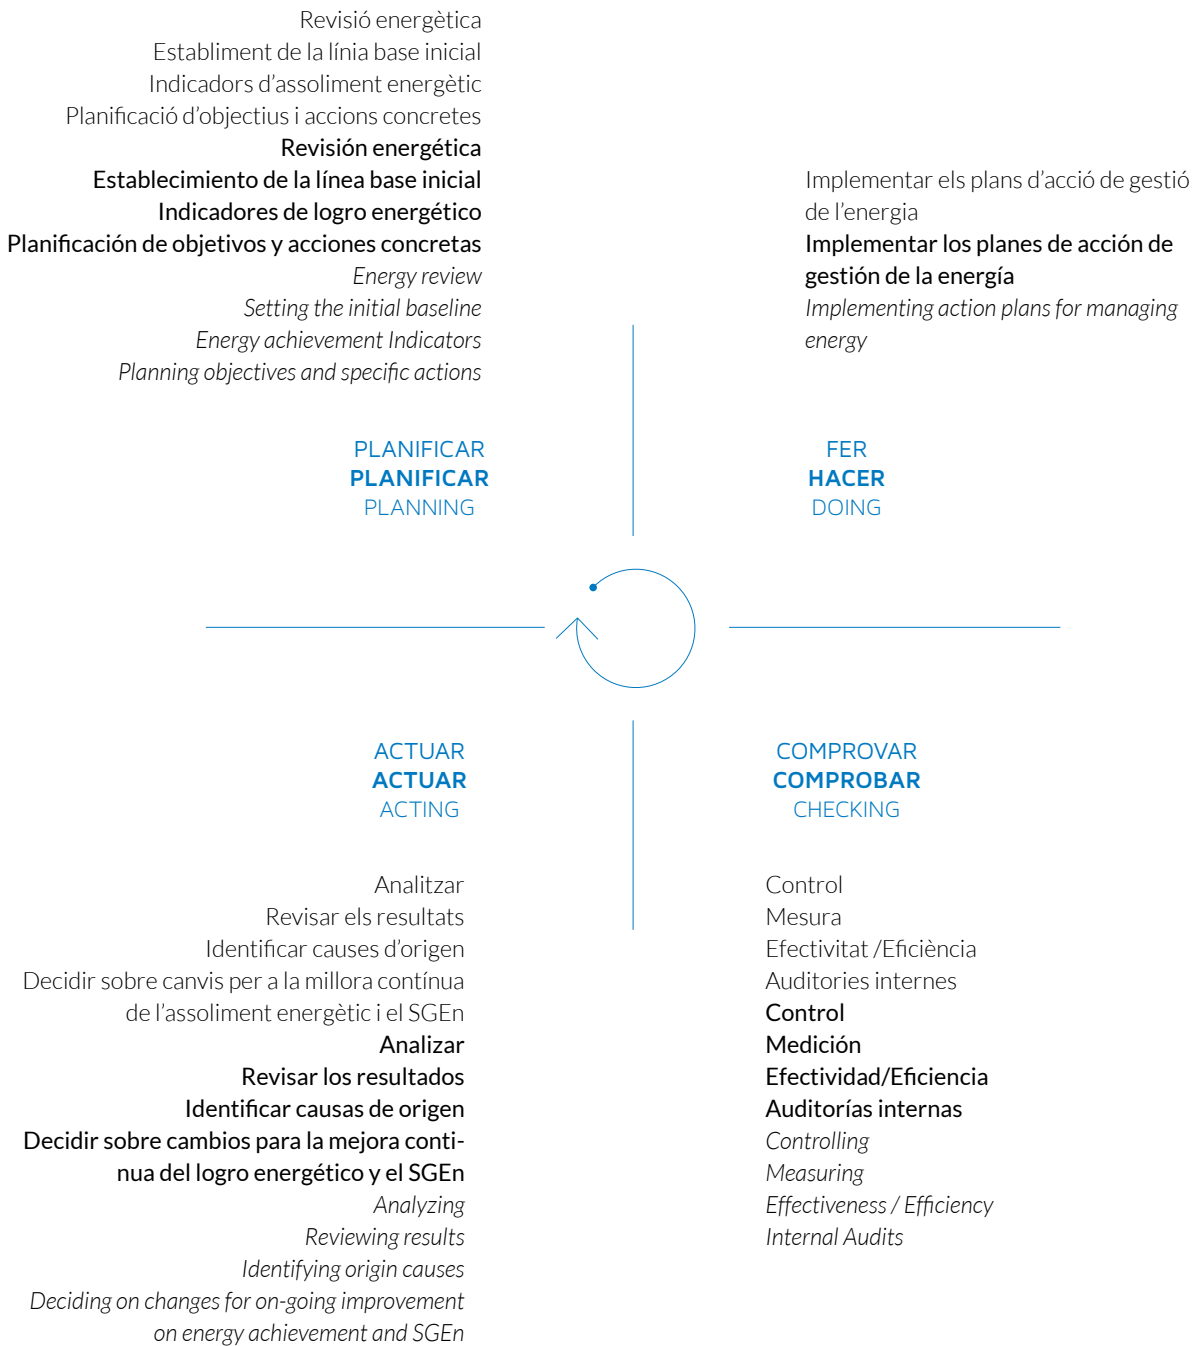 Revisió energètica
Establiment de la línia base inicial
Indicadors d'assoliment energètic
Planificació d'objectius i accions concretes
Revisión energética
Establecimiento de la línea base inicial
Indicadores de logro energético
Planificación de objetivos y acciones concretas
Energy review
Setting the initial baseline
Energy achievement Indicators
Planning objectives and specific actions
PLANIFICAR
PLANIFICAR
PLANNING
Implementar els plans d'acció de gestió
de l'energia
Implementar los planes de acción de
gestión de la energía
Implementing action plans for managing
energy
FER
HACER
DOING
ACTUAR
ACTUAR
ACTING
Analitzar
Revisar els resultats
Identificar causes d'origen
Decidir sobre canvis per a la millora contínua
de l'assoliment energètic i el SGEn
Analizar
Revisar los resultados
Identificar causas de origen
Decidir sobre cambios para la mejora conti-
nua del logro energético y el SGEn
Analyzing
Reviewing results
Identifying origin causes
Deciding on changes for on-going improvement
on energy achievement and SGEn
COMPROVAR
COMPROBAR
CHECKING
Control
Mesura
Efectivitat /Eficiència
Auditories internes
Control
Medición
Efectividad/Eficiencia
Auditorías internas
Controlling
Measuring
Effectiveness / Efficiency
Internal Audits